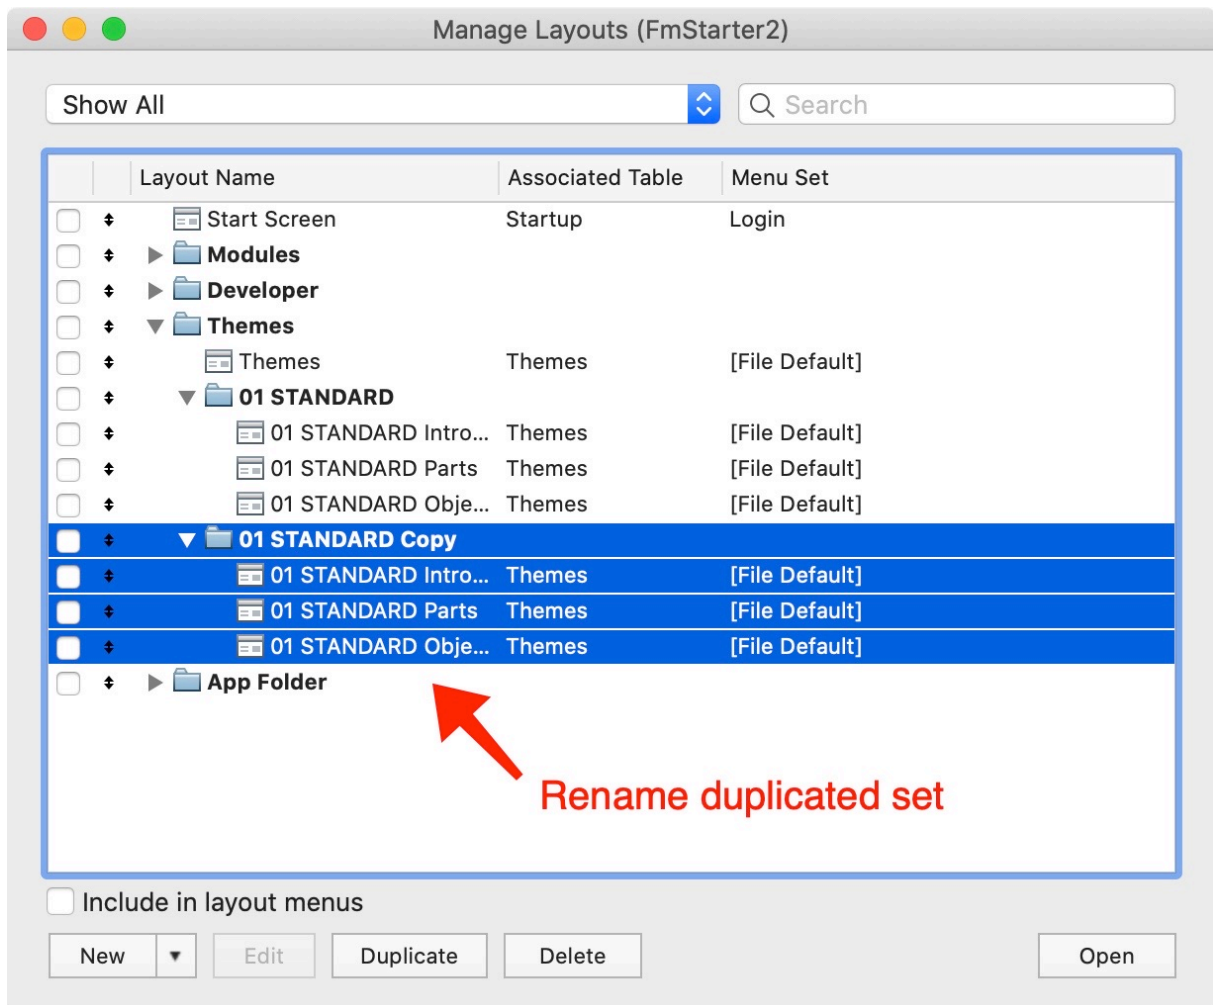 Manage Layouts (FmStarter2)
Show All Search
Layout Name Associated Table Menu Set
Start Screen Startup Login
Modules
Developer
Themes
Themes Themes [File Default]
01 STANDARD
01 STANDARD Intro... Themes [File Default]
01 STANDARD Parts Themes [File Default]
01 STANDARD Obje... Themes [File Default]
01 STANDARD Copy
01 STANDARD Intro... Themes [File Default]
01 STANDARD Parts Themes [File Default]
01 STANDARD Obje... Themes [File Default]
App Folder
Rename duplicated set
Include in layout menus
New Edit Duplicate Delete Open